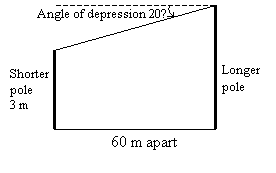 Angle of depression 20?
Shorter
pole
3 m
Longer
pole
60 m apart